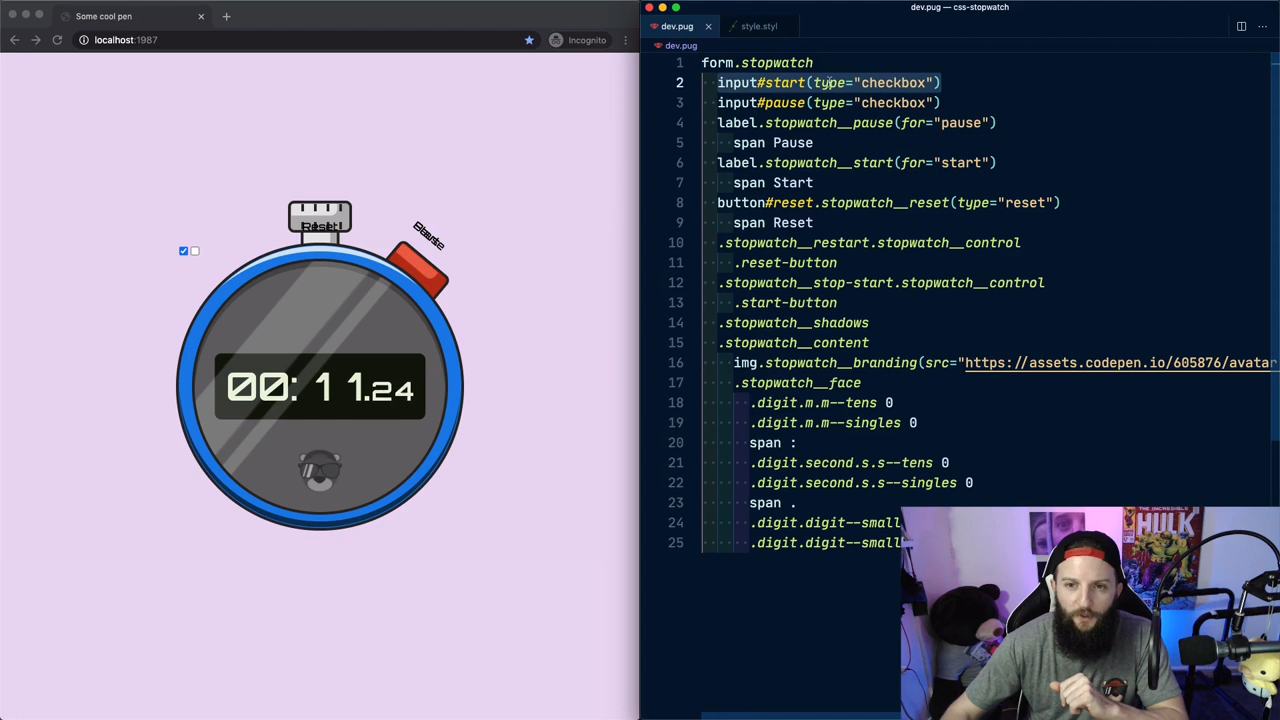 Some cool pen
localhost:1987
Incognito
Start
00:11.24
dev.pug — css-stopwatch
dev.pug
style.styl
dev.pug
1 form.stopwatch
2 input#start(type="checkbox")
3 input#pause(type="checkbox")
4 label.stopwatch__pause(for="pause")
5 span Pause
6 label.stopwatch__start(for="start")
7 span Start
8 button#reset.stopwatch__reset(type="reset")
9 span Reset
10 .stopwatch__restart.stopwatch__control
11 .reset-button
12 .stopwatch__stop-start.stopwatch__control
13 .start-button
14 .stopwatch__shadows
15 .stopwatch__content
16 img.stopwatch__branding(src="https://assets.codepen.io/605876/avatar
17 .stopwatch__face
18 .digit.m.m--tens 0
19 .digit.m.m--singles 0
20 span :
21 .digit.second.s.s--tens 0
22 .digit.second.s.s--singles 0
23 span .
24 .digit.digit--small
25 .digit.digit--small
HULK